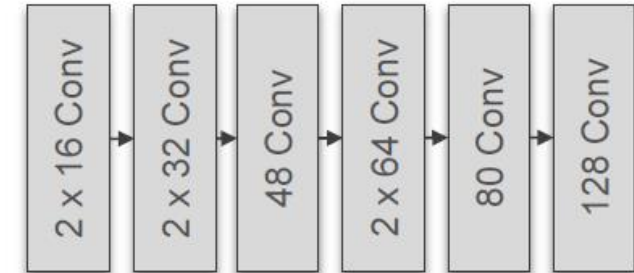 2 x 16 Conv
2 x 32 Conv
48 Conv
2 x 64 Conv
80 Conv
128 Conv